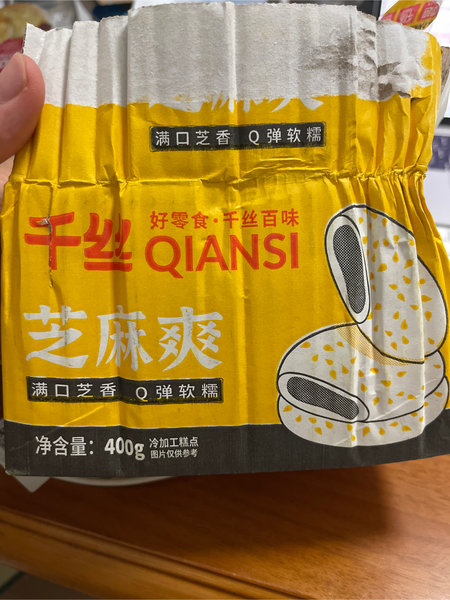 满口芝香 Q弹软糯
千丝
好零食·千丝百味
QIANSI
芝麻爽
满口芝香 Q弹软糯
净含量：400g
冷加工糕点
图片仅供参考